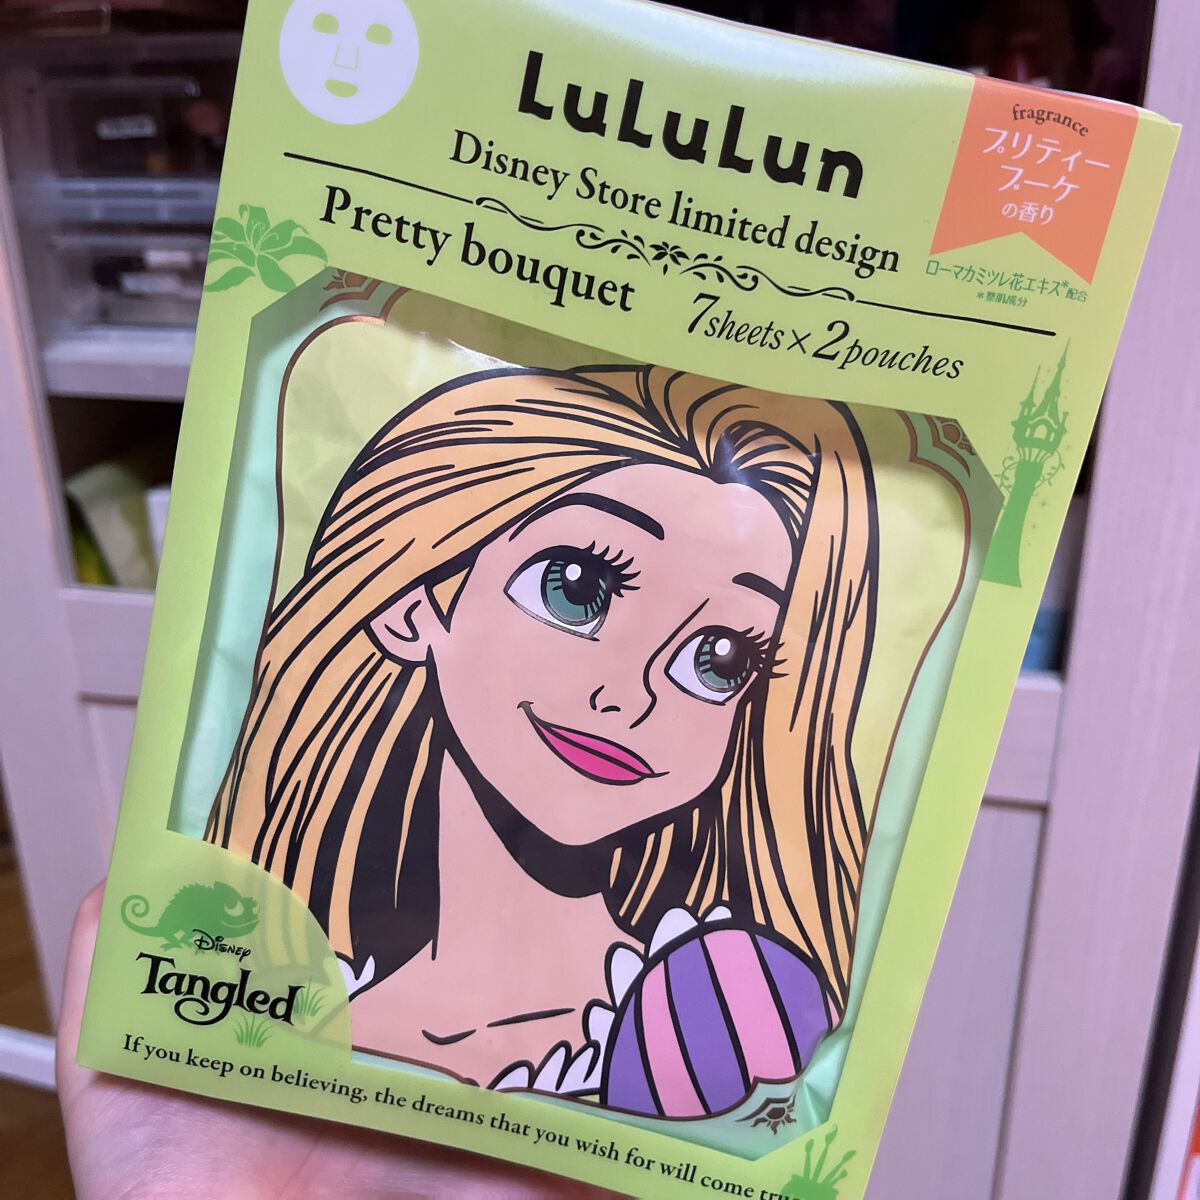 LuLuLun
Disney Store limited design
Pretty bouquet
7sheets×2pouches
fragrance
プリティー
ブーケ
の香り
ローマカミツレ花エキス*配合
*整肌成分
Disney
Tangled
If you keep on believing, the dreams that you wish for will come true